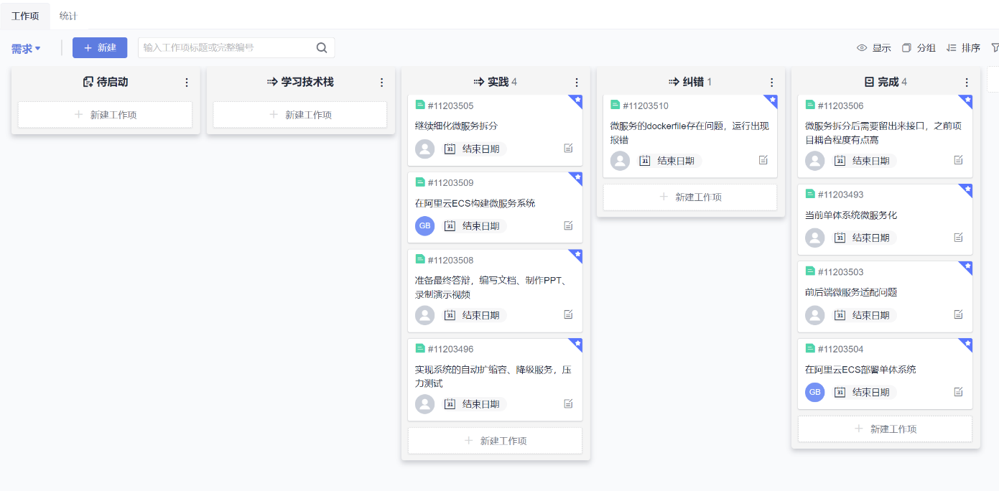 工作项 统计
需求 + 新建 输入工作项标题或完整编号 显示 分组 排序
待启动
+ 新建工作项
学习技术栈
+ 新建工作项
实践 4
#11203505
继续细化微服务拆分
31 结束日期
#11203509
在阿里云ECS构建微服务系统
GB 31 结束日期
#11203508
准备最终答辩，编写文档、制作PPT、
录制演示视频
31 结束日期
#11203496
实现系统的自动扩缩容、降级服务，压
力测试
31 结束日期
+ 新建工作项
纠错 1
#11203510
微服务的dockerfile存在问题，运行出现
报错
31 结束日期
+ 新建工作项
完成 4
#11203506
微服务拆分后需要留出来接口，之前项
目耦合程度有点高
31 结束日期
#11203493
当前单体系统微服务化
31 结束日期
#11203503
前后端微服务适配问题
31 结束日期
#11203504
在阿里云ECS部署单体系统
GB 31 结束日期
+ 新建工作项